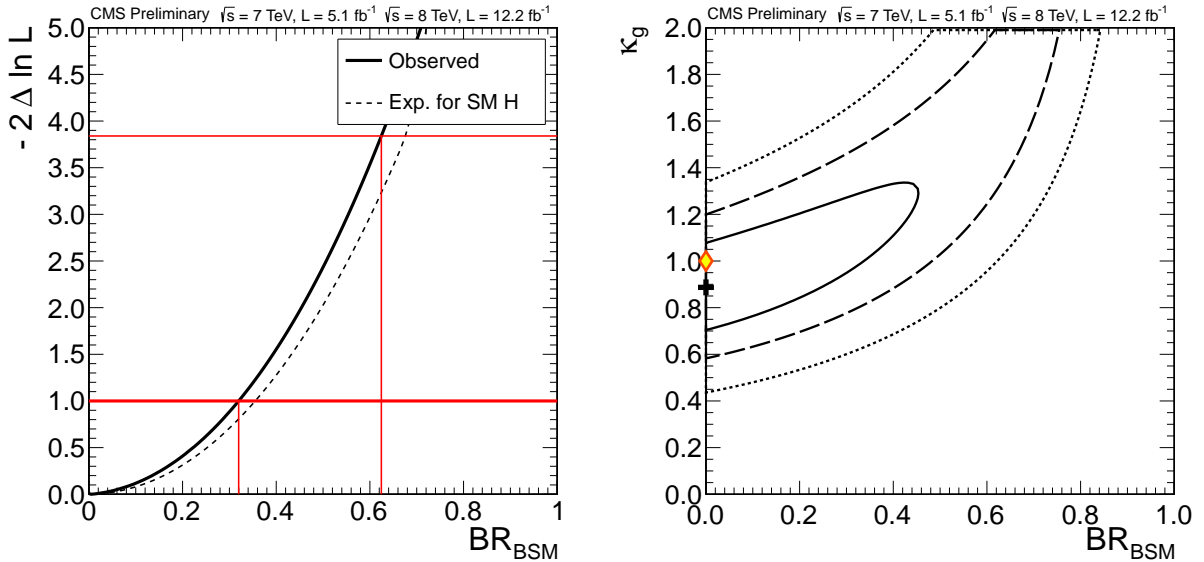 CMS Preliminary √s = 7 TeV, L = 5.1 fb⁻¹ √s = 8 TeV, L = 12.2 fb⁻¹
- 2 Δ ln L
5.0
4.5
4.0
3.5
3.0
2.5
2.0
1.5
1.0
0.5
0.0
Observed
Exp. for SM H
0 0.2 0.4 0.6 0.8 1
BR_BSM
CMS Preliminary √s = 7 TeV, L = 5.1 fb⁻¹ √s = 8 TeV, L = 12.2 fb⁻¹
κ_g
2.0
1.8
1.6
1.4
1.2
1.0
0.8
0.6
0.4
0.2
0.0
0.0 0.2 0.4 0.6 0.8 1.0
BR_BSM